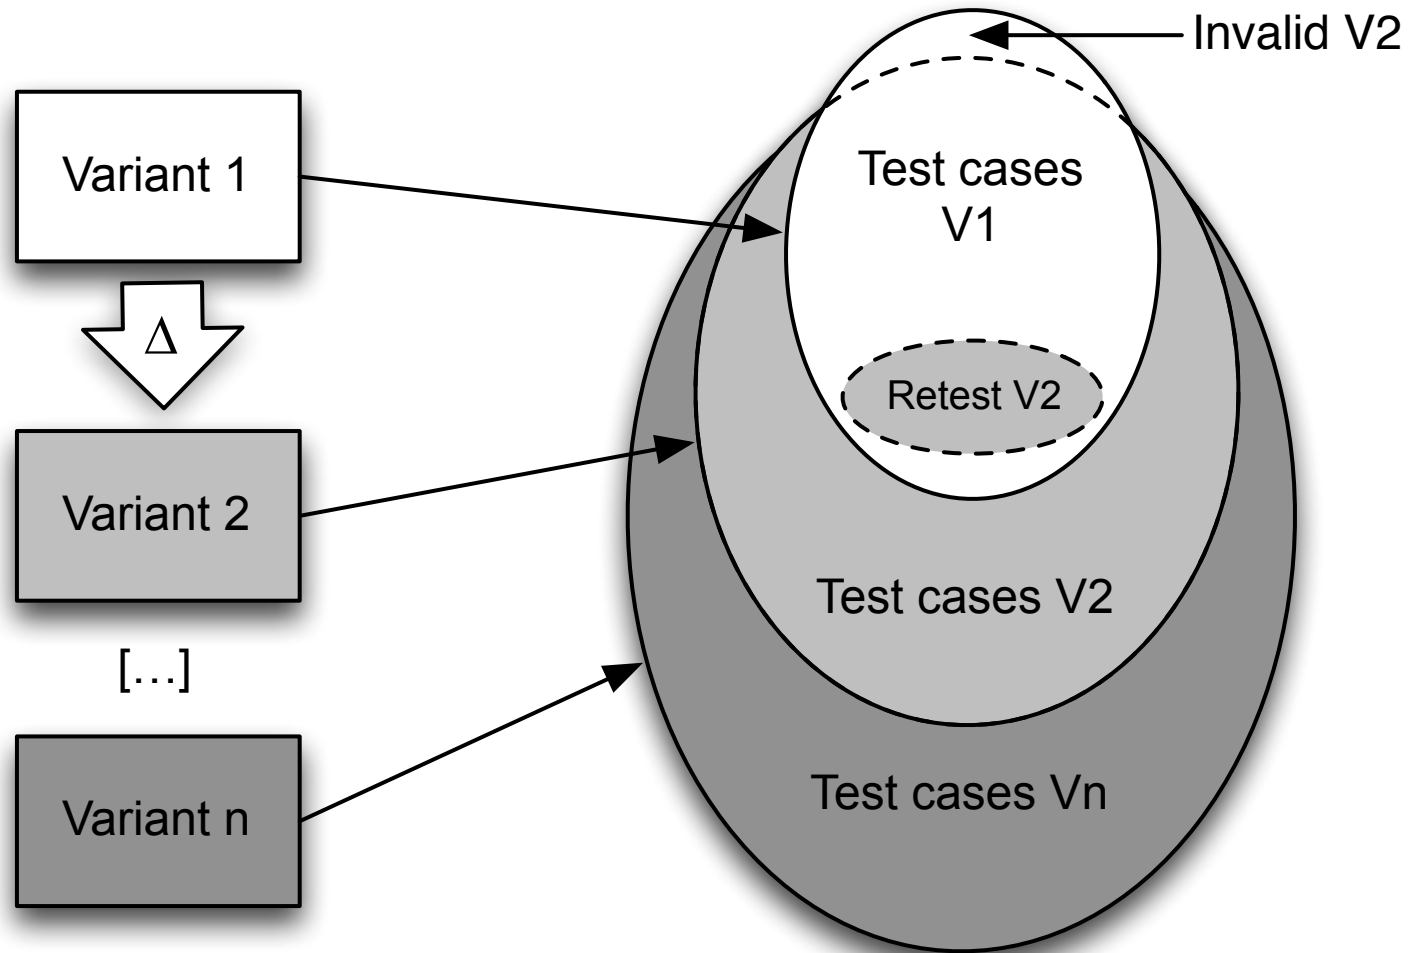 Invalid V2
Variant 1
Test cases
V1
Δ
Retest V2
Variant 2
Test cases V2
[…]
Test cases Vn
Variant n